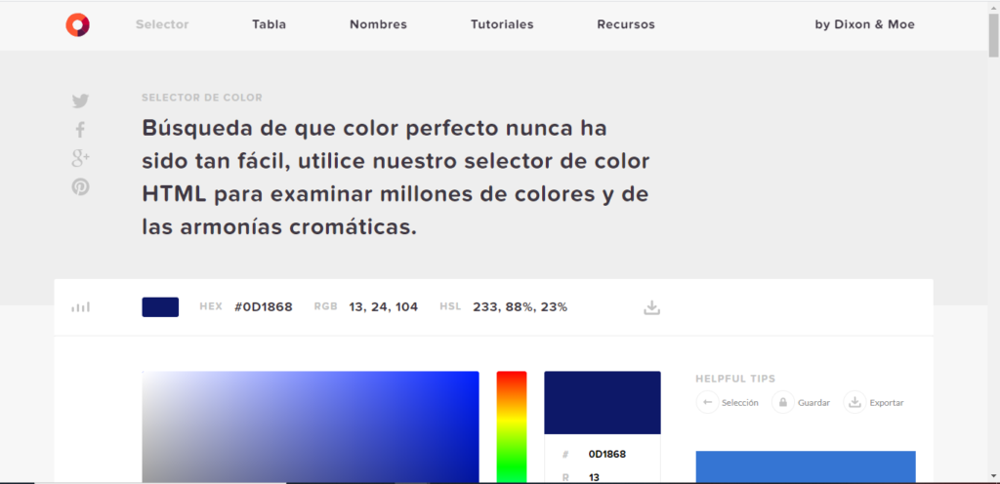 Selector Tabla Nombres Tutoriales Recursos by Dixon & Moe
SELECTOR DE COLOR
Búsqueda de que color perfecto nunca ha
sido tan fácil, utilice nuestro selector de color
HTML para examinar millones de colores y de
las armonías cromáticas.
HEX #0D1868 RGB 13, 24, 104 HSL 233, 88%, 23%
HELPFUL TIPS
Selección Guardar Exportar
# 0D1868
R 13